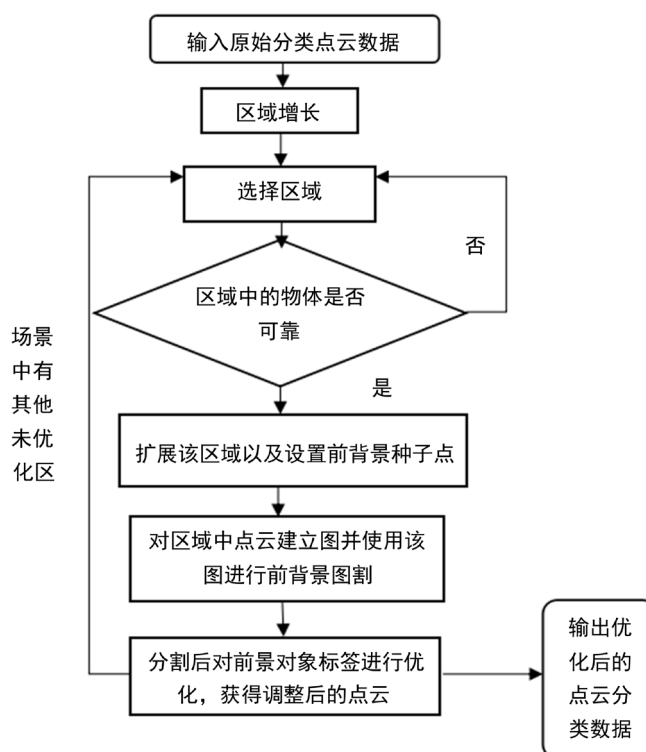 输入原始分类点云数据
区域增长
选择区域
否
区域中的物体是否
可靠
是
场景
中有
其他
未优
化区
扩展该区域以及设置前背景种子点
对区域中点云建立图并使用该
图进行前背景图割
分割后对前景对象标签进行优
化，获得调整后的点云
输出优
化后的
点云分
类数据